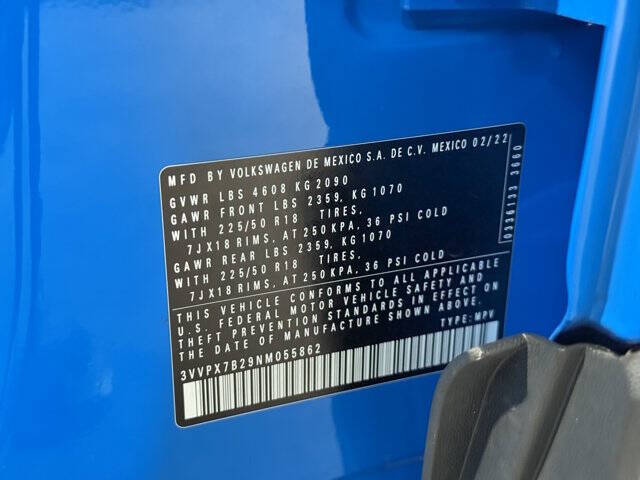 MFD BY VOLKSWAGEN DE MEXICO S.A. DE C.V. MEXICO 02/22
GVWR LBS 4608 KG 2090
GAWR FRONT LBS 2359, KG 1070
WITH 225/50 R18 TIRES,
7JX18 RIMS, AT 250 KPA, 36 PSI COLD
GAWR REAR LBS 2359, KG 1070
WITH 225/50 R18 TIRES,
7JX18 RIMS, AT 250 KPA, 36 PSI COLD
THIS VEHICLE CONFORMS TO ALL APPLICABLE
U.S. FEDERAL MOTOR VEHICLE SAFETY AND
THEFT PREVENTION STANDARDS IN EFFECT ON
THE DATE OF MANUFACTURE SHOWN ABOVE.
3VVPX7B29NM055862 TYPE: MPV
0336133 3660